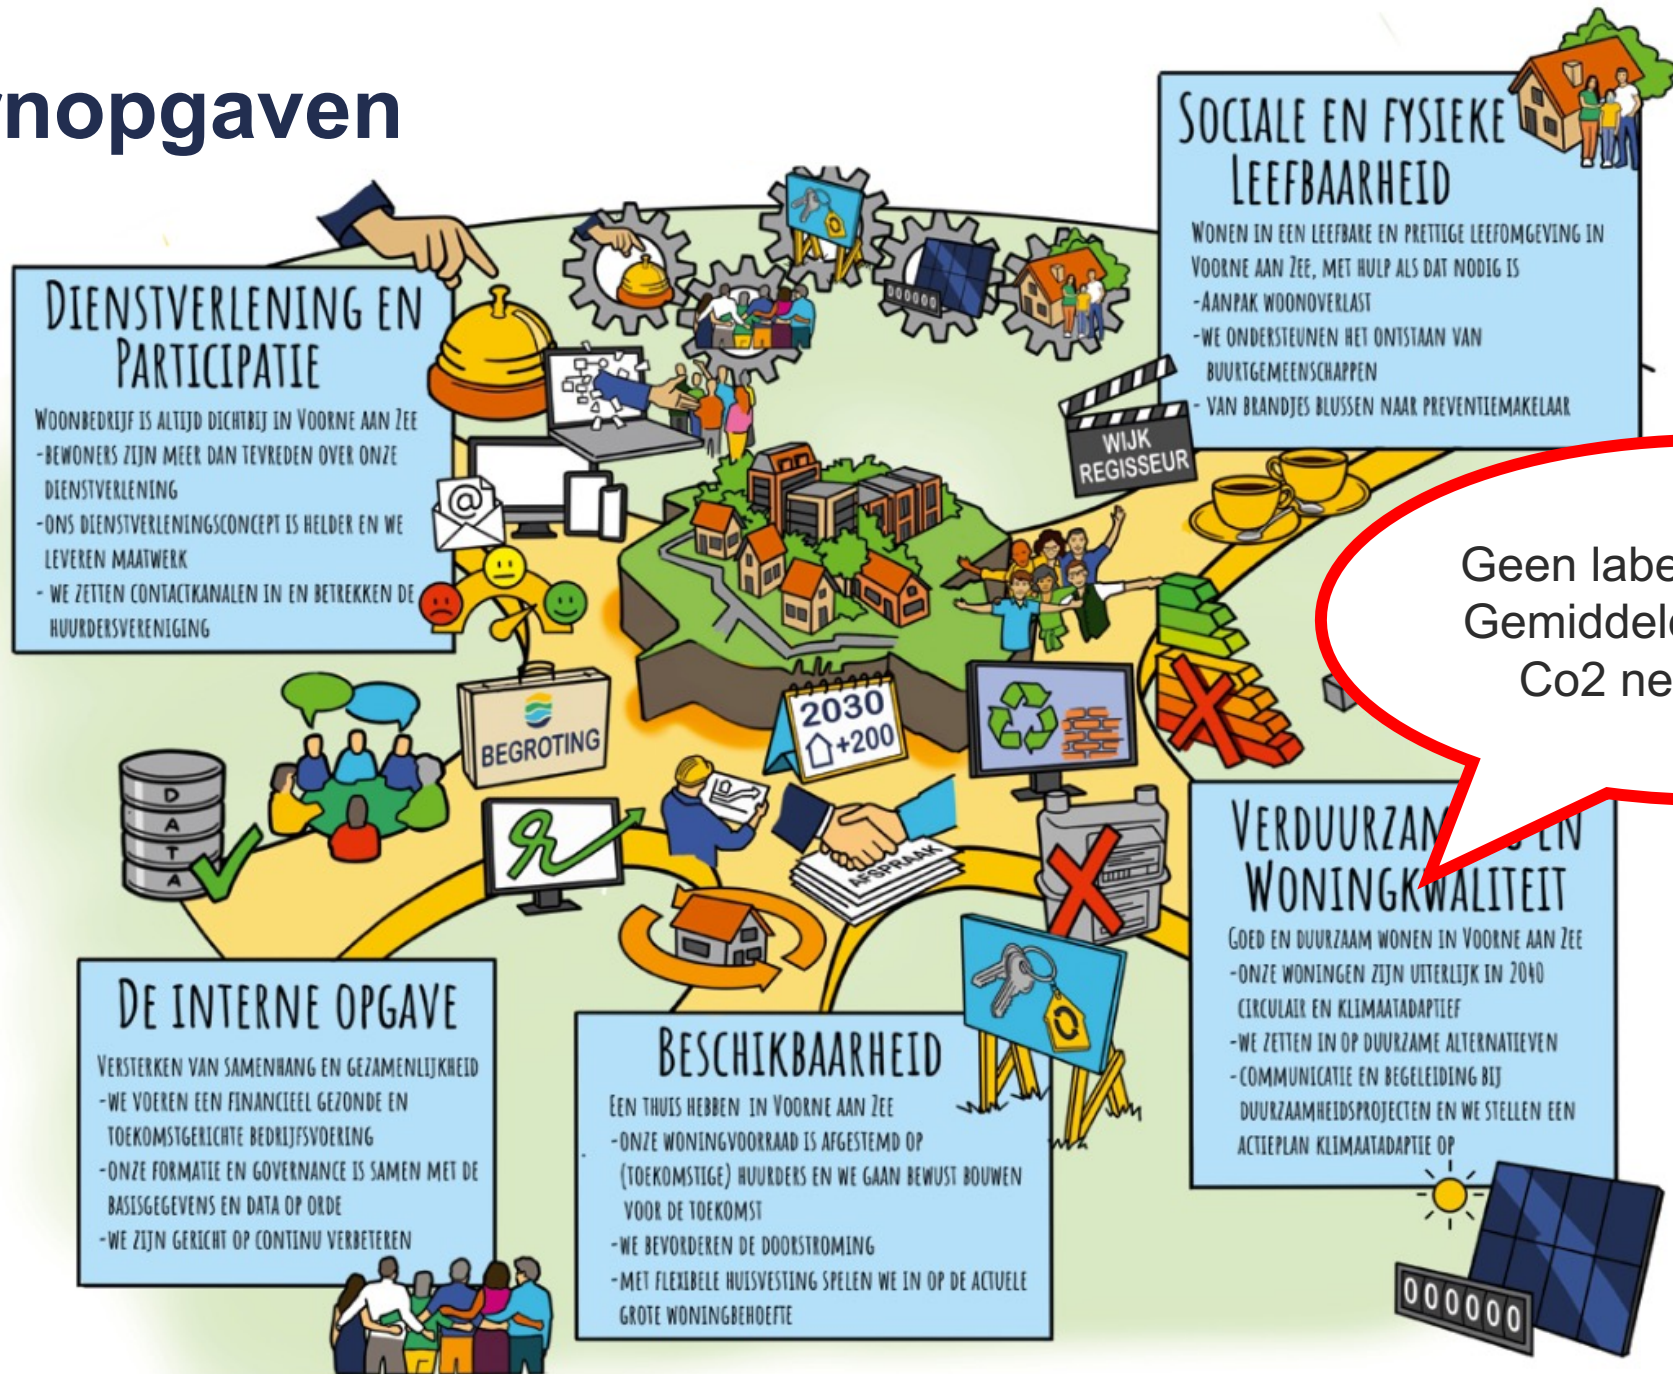 nopgaven
SOCIALE EN FYSIEKE
LEEFBAARHEID
WONEN IN EEN LEEFBARE EN PRETTIGE LEEFOMGEVING IN
VOORNE AAN ZEE, MET HULP ALS DAT NODIG IS
-AANPAK WOONOVERLAST
-WE ONDERSTEUNEN HET ONTSTAAN VAN
BUURTGEMEENSCHAPPEN
- VAN BRANDJES BLUSSEN NAAR PREVENTIEMAKELAAR
DIENSTVERLENING EN
PARTICIPATIE
WOONBEDRIJF IS ALTIJD DICHTBIJ IN VOORNE AAN ZEE
-BEWONERS ZIJN MEER DAN TEVREDEN OVER ONZE
DIENSTVERLENING
-ONS DIENSTVERLENINGSCONCEPT IS HELDER EN WE
LEVEREN MAATWERK
- WE ZETTEN CONTACTKANALEN IN EN BETREKKEN DE
HUURDERSVERENIGING
000000
WIJK
REGISSEUR
@
Geen labe
Gemiddel
Co2 ne
BEGROTING
2030
+200
DATA
AFSPRAAK
VERDUURZAM EN
WONINGKWALITEIT
GOED EN DUURZAAM WONEN IN VOORNE AAN ZEE
-ONZE WONINGEN ZIJN UITERLIJK IN 2040
CIRCULAIR EN KLIMAATADAPTIEF
-WE ZETTEN IN OP DUURZAME ALTERNATIEVEN
-COMMUNICATIE EN BEGELEIDING BIJ
DUURZAAMHEIDSPROJECTEN EN WE STELLEN EEN
ACTIEPLAN KLIMAATADAPTIE OP
DE INTERNE OPGAVE
VERSTERKEN VAN SAMENHANG EN GEZAMENLIJKHEID
-WE VOEREN EEN FINANCIEEL GEZONDE EN
TOEKOMSTGERICHTE BEDRIJFSVOERING
-ONZE FORMATIE EN GOVERNANCE IS SAMEN MET DE
BASISGEGEVENS EN DATA OP ORDE
-WE ZIJN GERICHT OP CONTINU VERBETEREN
BESCHIKBAARHEID
EEN THUIS HEBBEN IN VOORNE AAN ZEE
-ONZE WONINGVOORRAAD IS AFGESTEMD OP
(TOEKOMSTIGE) HUURDERS EN WE GAAN BEWUST BOUWEN
VOOR DE TOEKOMST
-WE BEVORDEREN DE DOORSTROMING
-MET FLEXIBELE HUISVESTING SPELEN WE IN OP DE ACTUELE
GROTE WONINGBEHOEFTE
000000